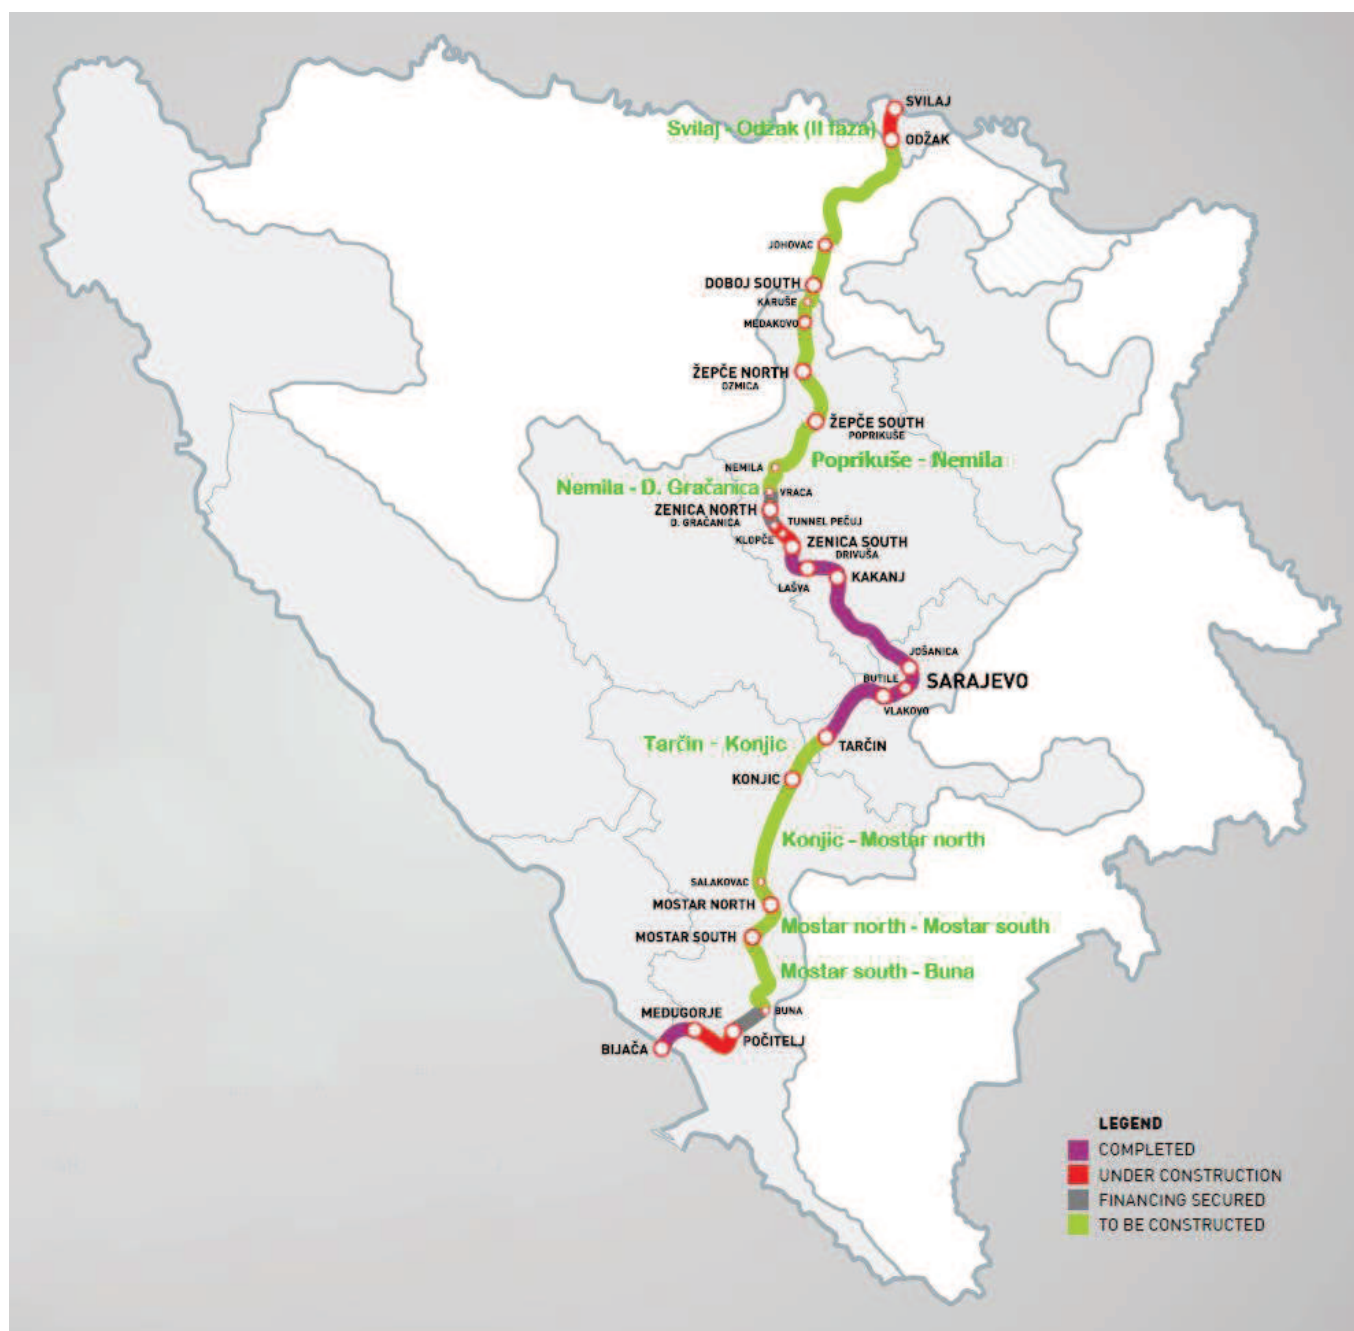 SVILAJ
Svilaj - Odžak (II faza)
ODŽAK
JOHOVAC
DOBOJ SOUTH
KARUŠE
MEDAKOVO
ŽEPČE NORTH
OZMICA
ŽEPČE SOUTH
POPRIKUŠE
Poprikuše - Nemila
NEMILA
Nemila - D. Gračanica
VRACA
ZENICA NORTH
D. GRAČANICA
TUNNEL PEČUJ
KLOPČE
ZENICA SOUTH
DRIVUŠA
LAŠVA
KAKANJ
JOŠANICA
BUTILE
SARAJEVO
VLAKOVO
Tarčin - Konjic
TARČIN
KONJIC
Konjic - Mostar north
SALAKOVAC
MOSTAR NORTH
Mostar north - Mostar south
MOSTAR SOUTH
Mostar south - Buna
MEDUGORJE
BUNA
POČITELJ
BIJAČA
LEGEND
COMPLETED
UNDER CONSTRUCTION
FINANCING SECURED
TO BE CONSTRUCTED